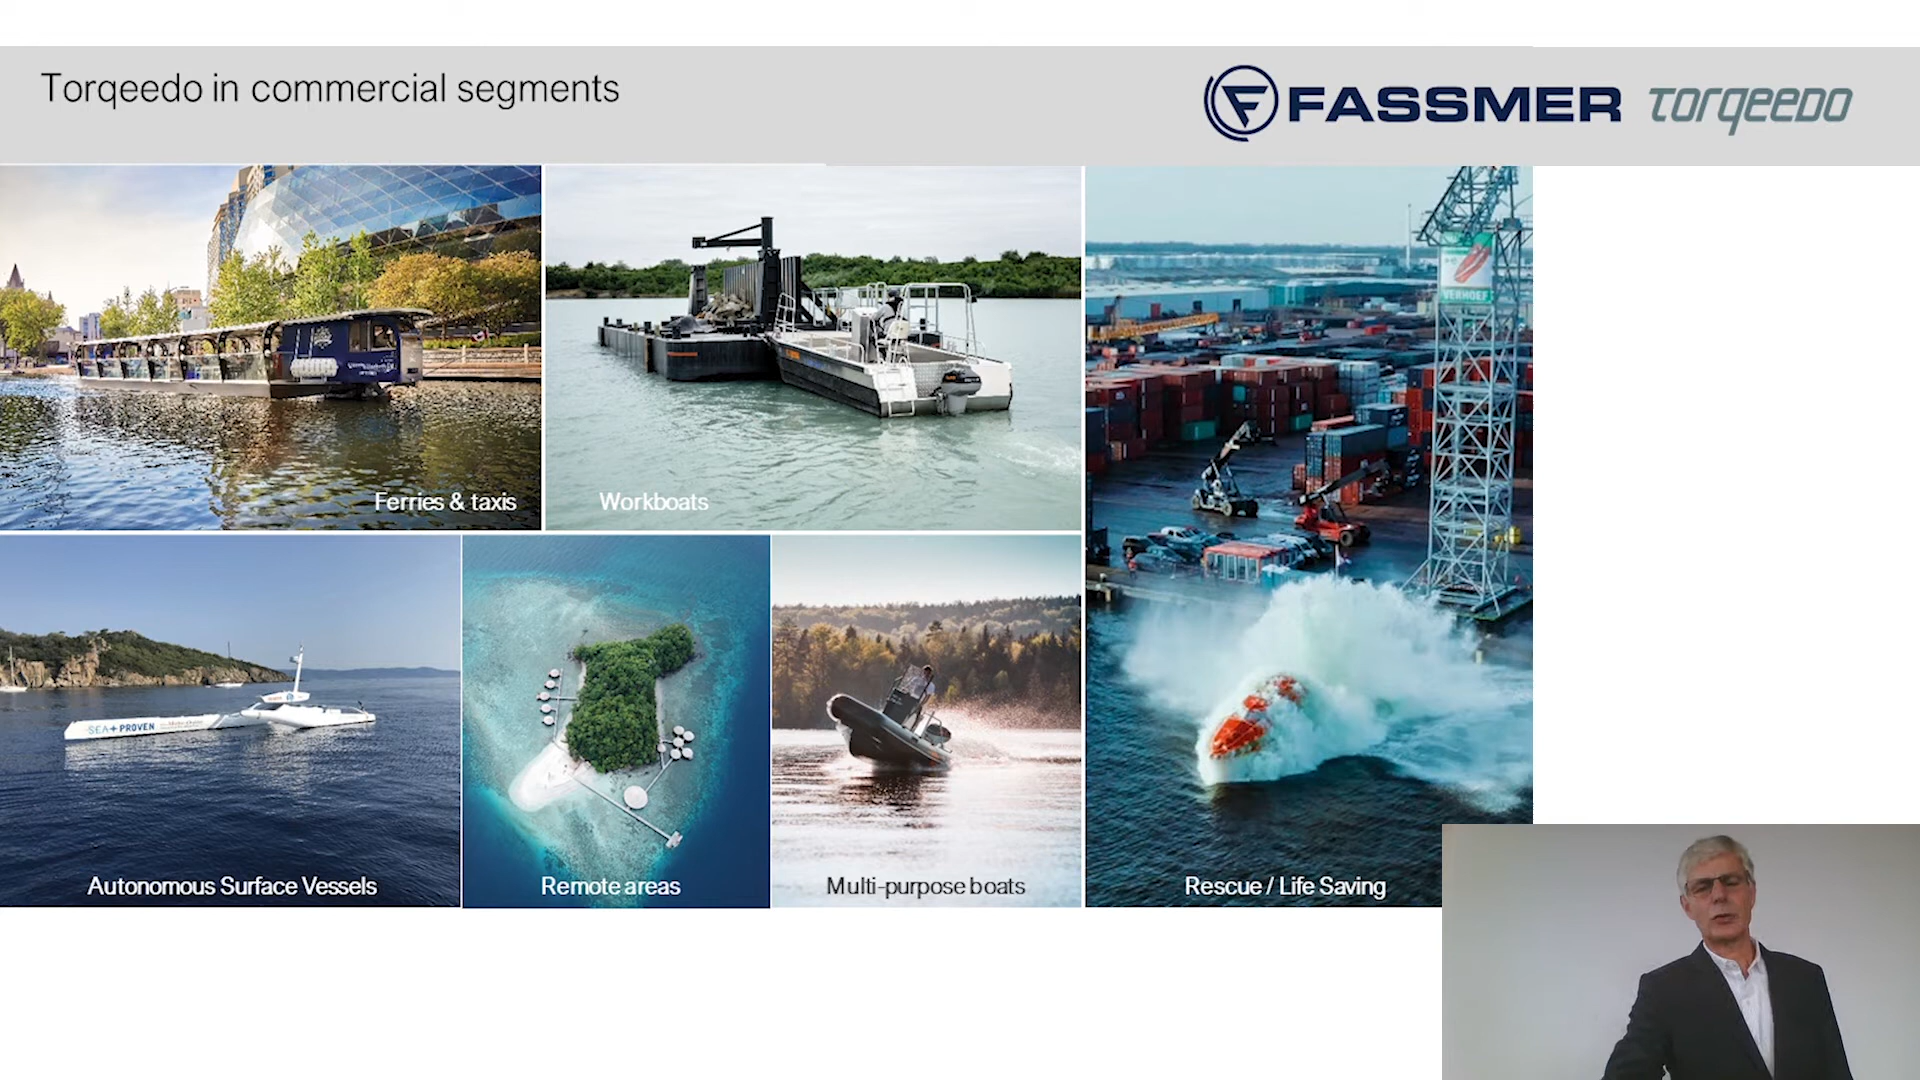 Torqeedo in commercial segments
FASSMER
TORQEEDO
Ferries & taxis
Workboats
VERHOEF
SEA+PROVEN
Autonomous Surface Vessels
Remote areas
Multi-purpose boats
Rescue / Life Saving